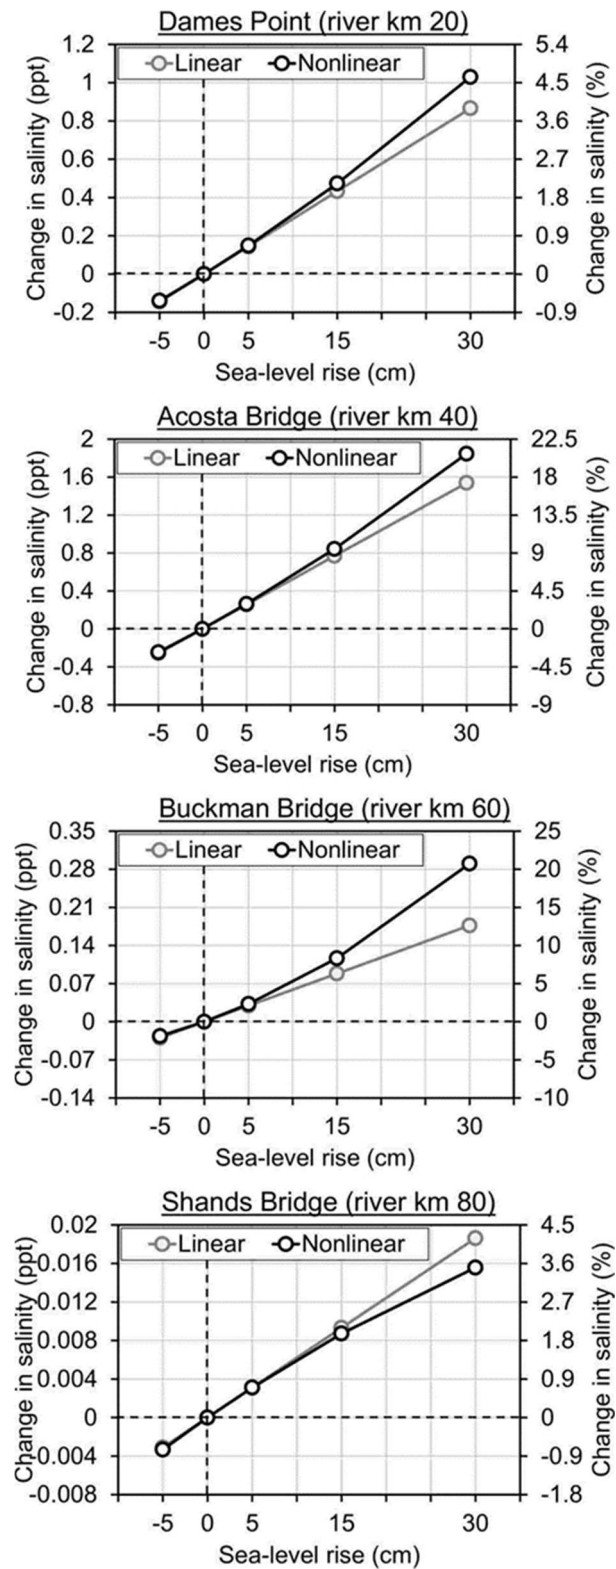 Dames Point (river km 20)
Linear Nonlinear
Change in salinity (ppt)
1.2
1
0.8
0.6
0.4
0.2
0
-0.2
5.4
4.5
3.6
2.7
1.8
0.9
0
-0.9
Change in salinity (%)
-5 0 5 15 30
Sea-level rise (cm)
Acosta Bridge (river km 40)
Linear Nonlinear
Change in salinity (ppt)
2
1.6
1.2
0.8
0.4
0
-0.4
-0.8
22.5
18
13.5
9
4.5
0
-4.5
-9
Change in salinity (%)
-5 0 5 15 30
Sea-level rise (cm)
Buckman Bridge (river km 60)
Linear Nonlinear
Change in salinity (ppt)
0.35
0.28
0.21
0.14
0.07
0
-0.07
-0.14
25
20
15
10
5
0
-5
-10
Change in salinity (%)
-5 0 5 15 30
Sea-level rise (cm)
Shands Bridge (river km 80)
Linear Nonlinear
Change in salinity (ppt)
0.02
0.016
0.012
0.008
0.004
0
-0.004
-0.008
4.5
3.6
2.7
1.8
0.9
0
-0.9
-1.8
Change in salinity (%)
-5 0 5 15 30
Sea-level rise (cm)